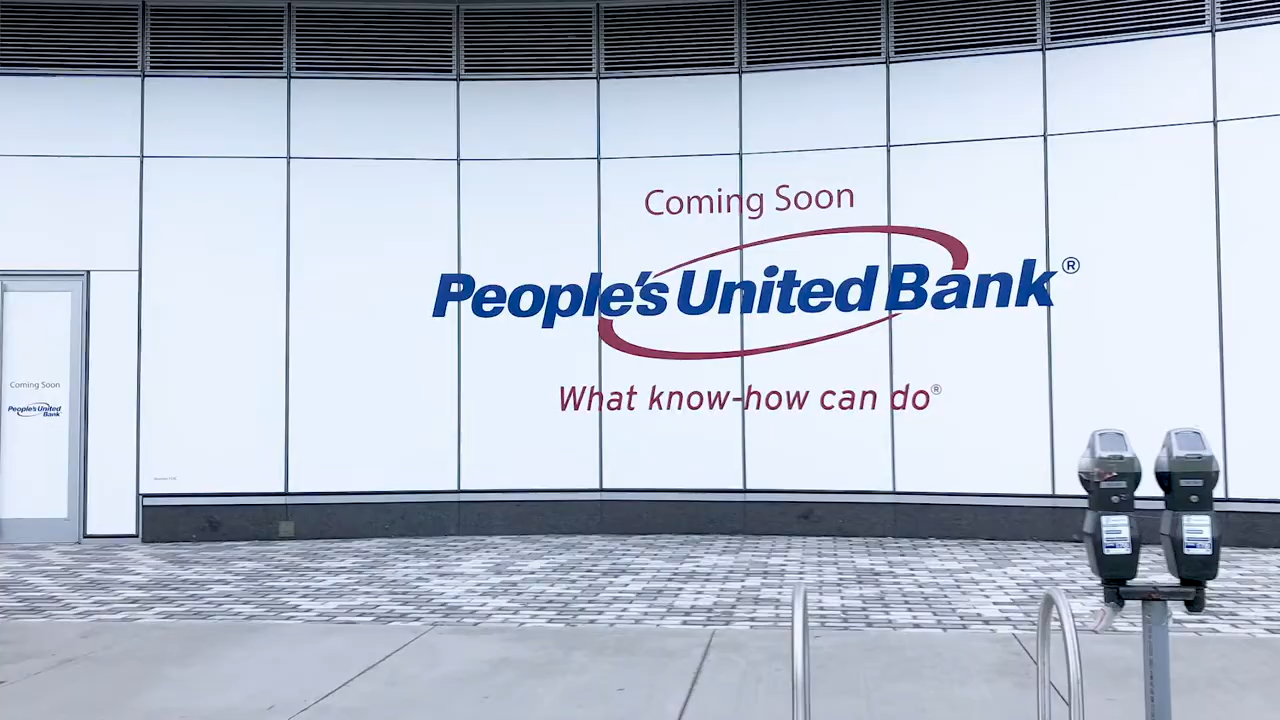 Coming Soon
People's United Bank®
What know-how can do®
Coming Soon
People's United
Bank